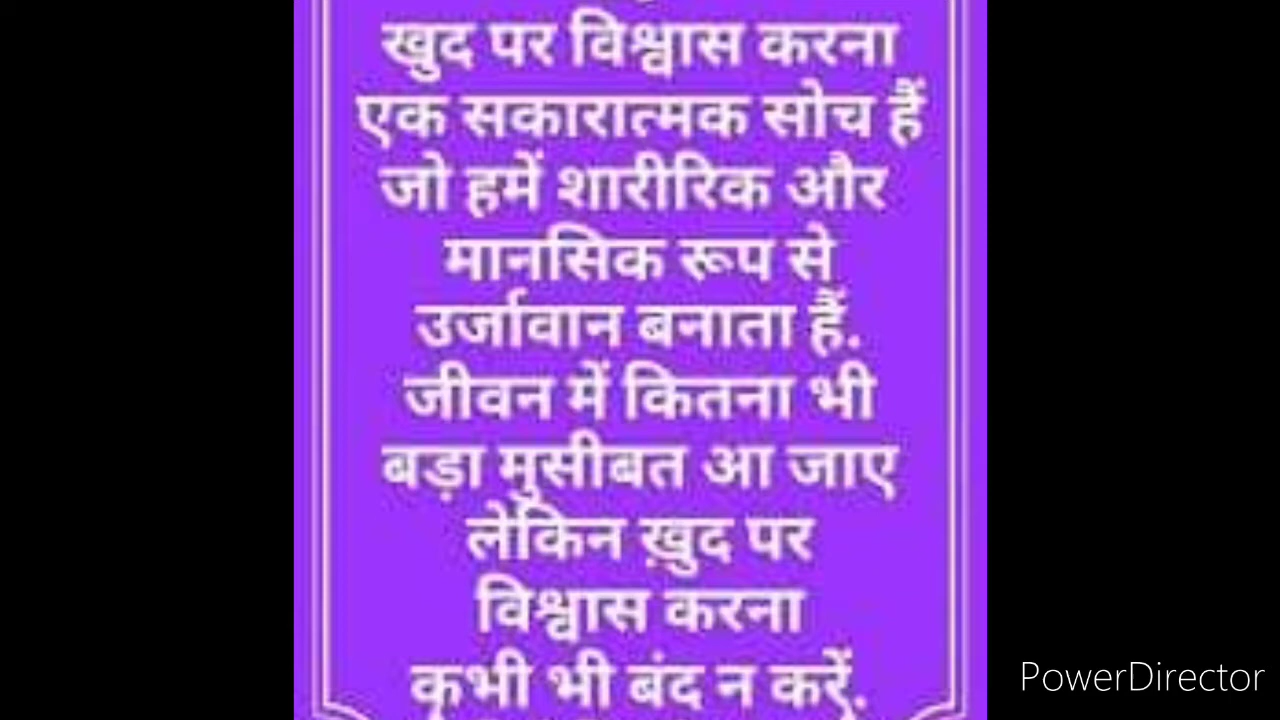 खुद पर विश्वास करना
एक सकारात्मक सोच हैं
जो हमें शारीरिक और
मानसिक रूप से
उर्जावान बनाता हैं.
जीवन में कितना भी
बड़ा मुसीबत आ जाए
लेकिन ख़ुद पर
विश्वास करना
कभी भी बंद न करें.
PowerDirector